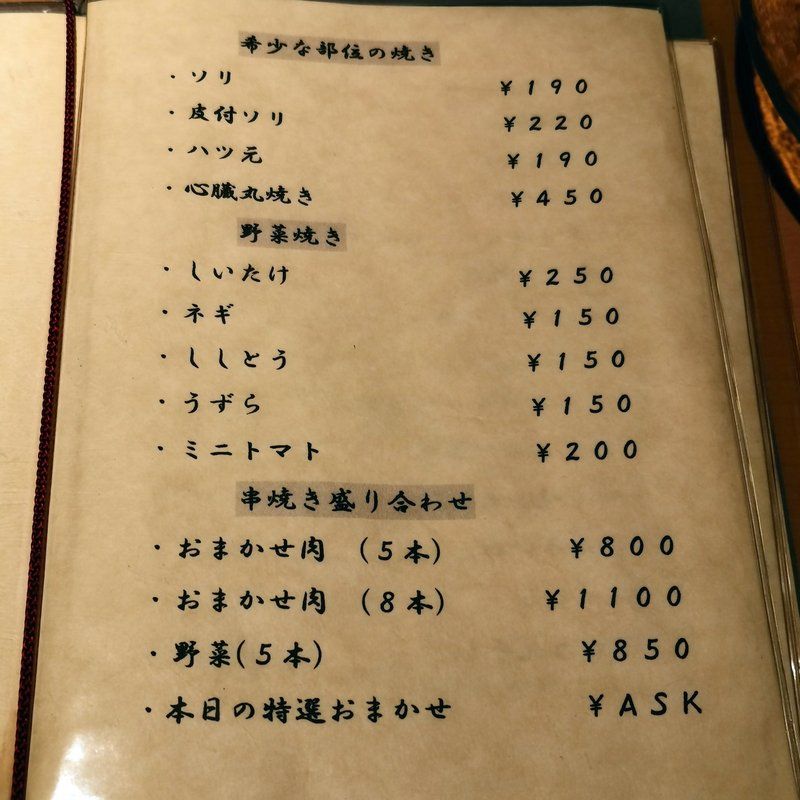 希少な部位の焼き
・ソリ ￥190
・皮付ソリ ￥220
・ハツ元 ￥190
・心臓丸焼き ￥450
野菜焼き
・しいたけ ￥250
・ネギ ￥150
・ししとう ￥150
・うずら ￥150
・ミニトマト ￥200
串焼き盛り合わせ
・おまかせ肉 (5本) ￥800
・おまかせ肉 (8本) ￥1100
・野菜(5本) ￥850
・本日の特選おまかせ ￥ASK